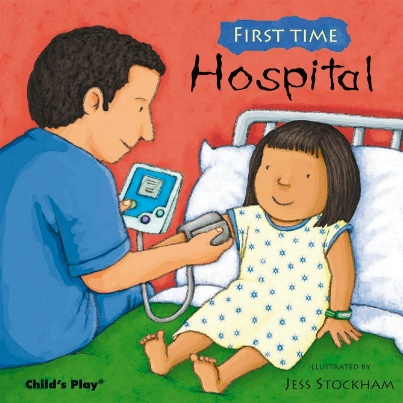 First time
Hospital
illustrated by
Jess Stockham
Child's Play®